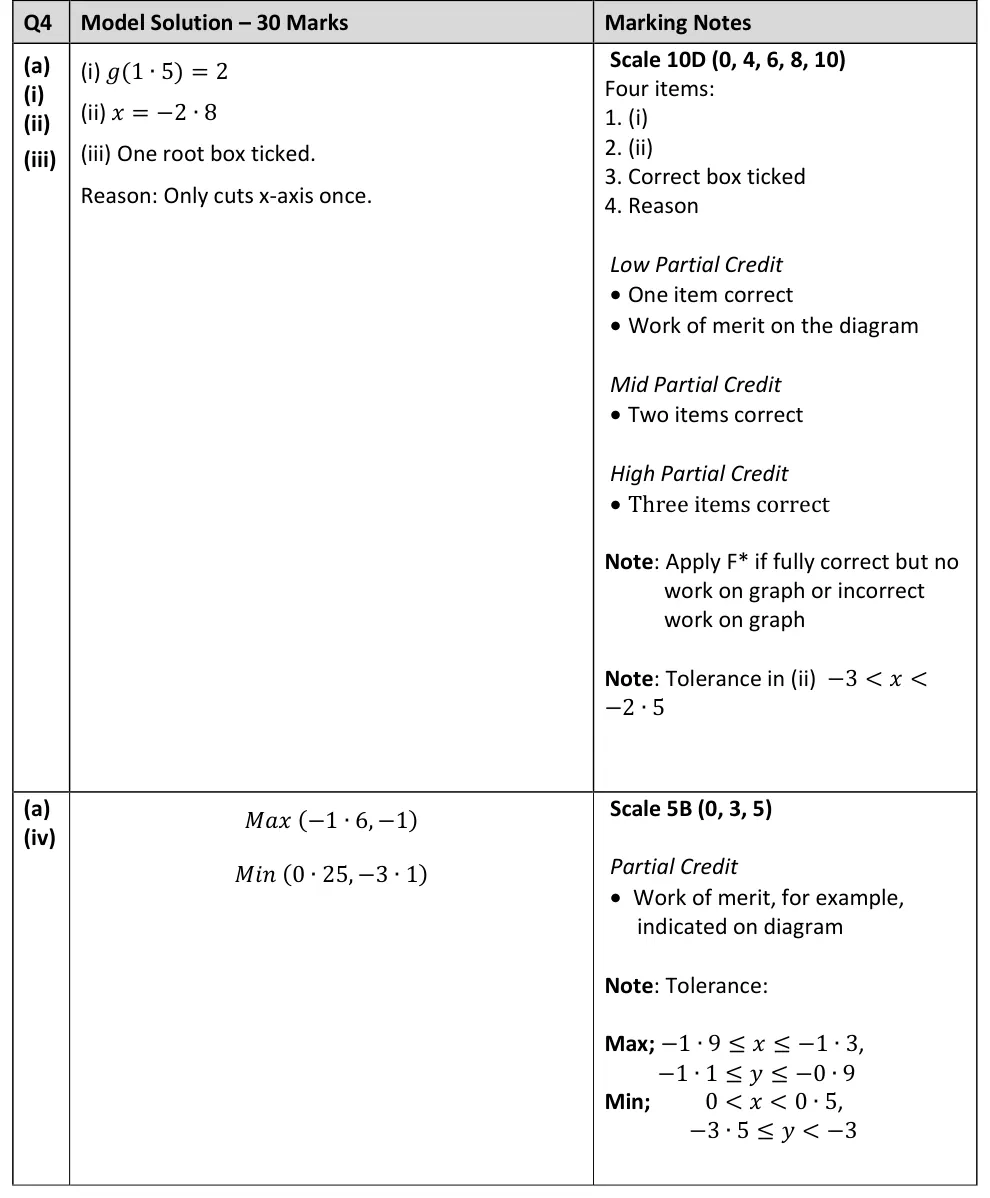 Q4 Model Solution – 30 Marks Marking Notes
(a)
(i)
(ii)
(iii)
(i) 𝑔(1 · 5) = 2
(ii) 𝑥 = −2 · 8
(iii) One root box ticked.
Reason: Only cuts x-axis once.
Scale 10D (0, 4, 6, 8, 10)
Four items:
1. (i)
2. (ii)
3. Correct box ticked
4. Reason
Low Partial Credit
• One item correct
• Work of merit on the diagram
Mid Partial Credit
• Two items correct
High Partial Credit
• Three items correct
Note: Apply F* if fully correct but no
work on graph or incorrect
work on graph
Note: Tolerance in (ii) −3 < 𝑥 <
−2 · 5
(a)
(iv)
𝑀𝑎𝑥 (−1 · 6, −1)
𝑀𝑖𝑛 (0 · 25, −3 · 1)
Scale 5B (0, 3, 5)
Partial Credit
• Work of merit, for example,
indicated on diagram
Note: Tolerance:
Max; −1 · 9 ≤ 𝑥 ≤ −1 · 3,
−1 · 1 ≤ 𝑦 ≤ −0 · 9
Min; 0 < 𝑥 < 0 · 5,
−3 · 5 ≤ 𝑦 < −3